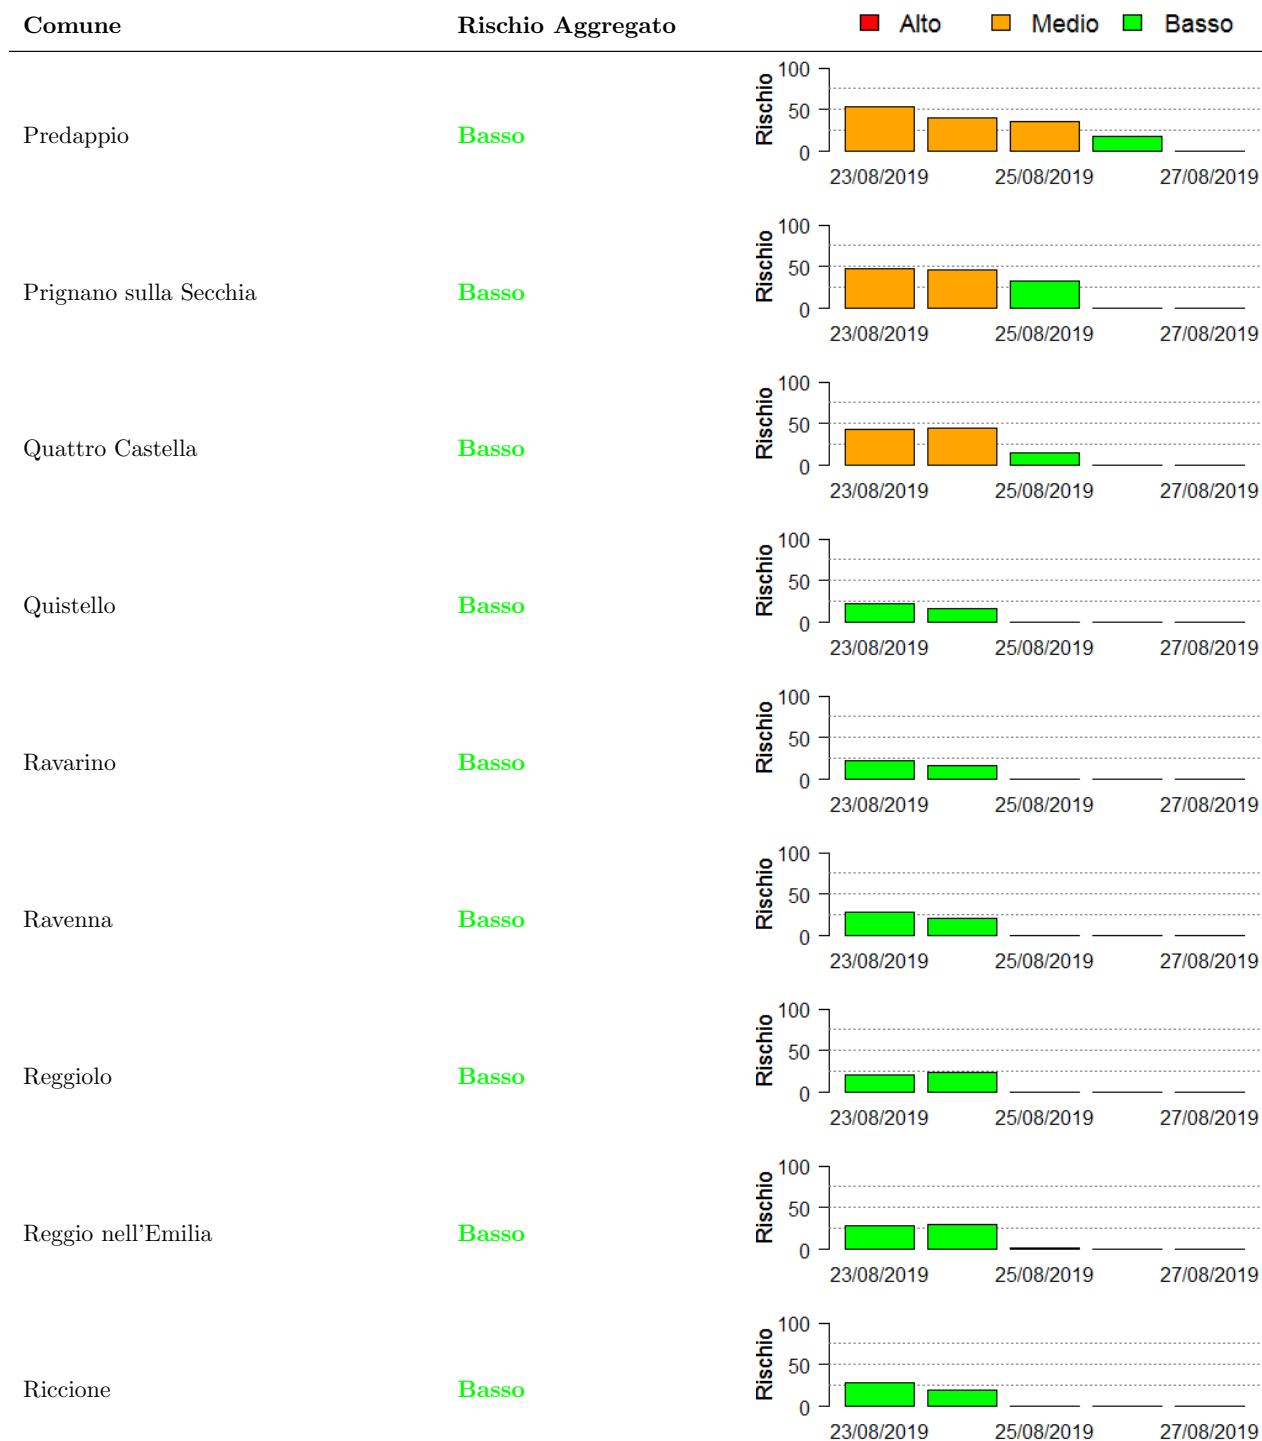 Comune Rischio Aggregato Alto Medio Basso
100
50
0
Rischio
Predappio Basso
23/08/2019 25/08/2019 27/08/2019
100
50
0
Rischio
Prignano sulla Secchia Basso
23/08/2019 25/08/2019 27/08/2019
100
50
0
Rischio
Quattro Castella Basso
23/08/2019 25/08/2019 27/08/2019
100
50
0
Rischio
Quistello Basso
23/08/2019 25/08/2019 27/08/2019
100
50
0
Rischio
Ravarino Basso
23/08/2019 25/08/2019 27/08/2019
100
50
0
Rischio
Ravenna Basso
23/08/2019 25/08/2019 27/08/2019
100
50
0
Rischio
Reggiolo Basso
23/08/2019 25/08/2019 27/08/2019
100
50
0
Rischio
Reggio nell'Emilia Basso
23/08/2019 25/08/2019 27/08/2019
100
50
0
Rischio
Riccione Basso
23/08/2019 25/08/2019 27/08/2019